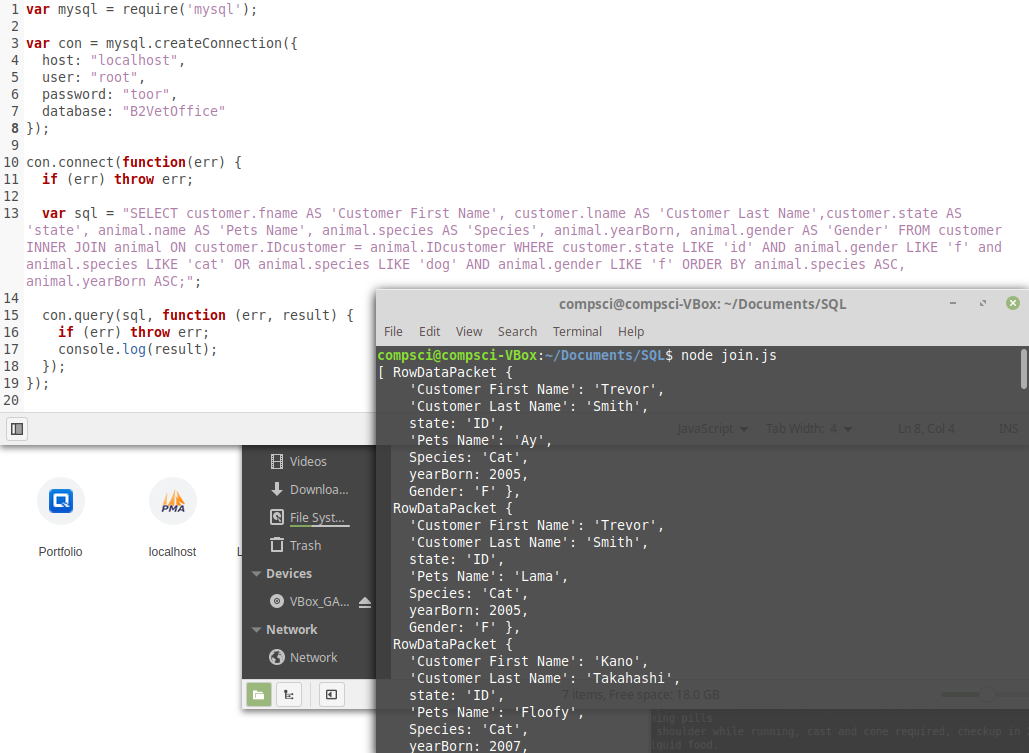 1 var mysql = require('mysql');
2
3 var con = mysql.createConnection({
4 host: "localhost",
5 user: "root",
6 password: "toor",
7 database: "B2VetOffice"
8 });
9
10 con.connect(function(err) {
11 if (err) throw err;
12
13 var sql = "SELECT customer.fname AS 'Customer First Name', customer.lname AS 'Customer Last Name',customer.state AS
'state', animal.name AS 'Pets Name', animal.species AS 'Species', animal.yearBorn, animal.gender AS 'Gender' FROM customer
INNER JOIN animal ON customer.IDcustomer = animal.IDcustomer WHERE customer.state LIKE 'id' AND animal.gender LIKE 'f' and
animal.species LIKE 'cat' OR animal.species LIKE 'dog' AND animal.gender LIKE 'f' ORDER BY animal.species ASC,
animal.yearBorn ASC;";
14
15 con.query(sql, function (err, result) {
16 if (err) throw err;
17 console.log(result);
18 });
19 });
20
JavaScript Tab Width: 4 Ln 8, Col 4 INS
compsci@compsci-VBox: ~/Documents/SQL
File Edit View Search Terminal Help
compsci@compsci-VBox:~/Documents/SQL$ node join.js
[ RowDataPacket {
'Customer First Name': 'Trevor',
'Customer Last Name': 'Smith',
state: 'ID',
'Pets Name': 'Ay',
Species: 'Cat',
yearBorn: 2005,
Gender: 'F' },
RowDataPacket {
'Customer First Name': 'Trevor',
'Customer Last Name': 'Smith',
state: 'ID',
'Pets Name': 'Lama',
Species: 'Cat',
yearBorn: 2005,
Gender: 'F' },
RowDataPacket {
'Customer First Name': 'Kano',
'Customer Last Name': 'Takahashi',
state: 'ID',
'Pets Name': 'Floofy',
Species: 'Cat',
yearBorn: 2007,
Videos
Downloa...
File Syst...
Trash
Devices
VBox_GA...
Network
Network
7 items, Free space: 18.0 GB
PMA
Portfolio
localhost
L
pills
shoulder while running, cast and cone required, checkup in
food.